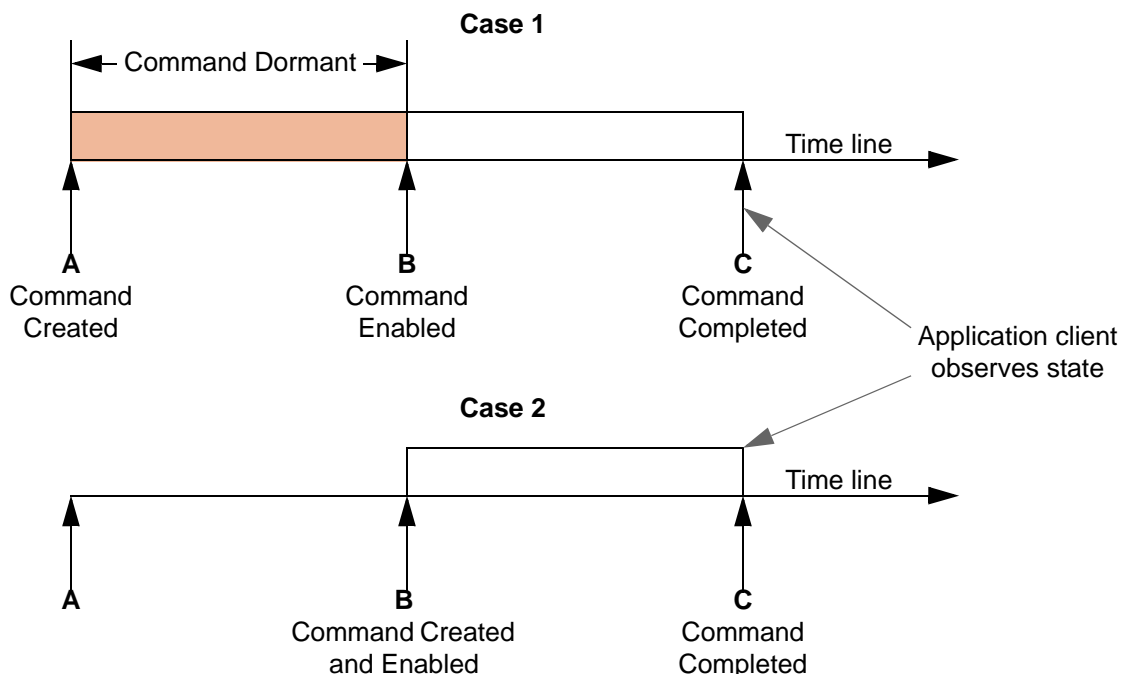 Case 1
Command Dormant
Time line
A
Command
Created
B
Command
Enabled
C
Command
Completed
Application client
observes state
Case 2
Time line
A
B
Command Created
and Enabled
C
Command
Completed